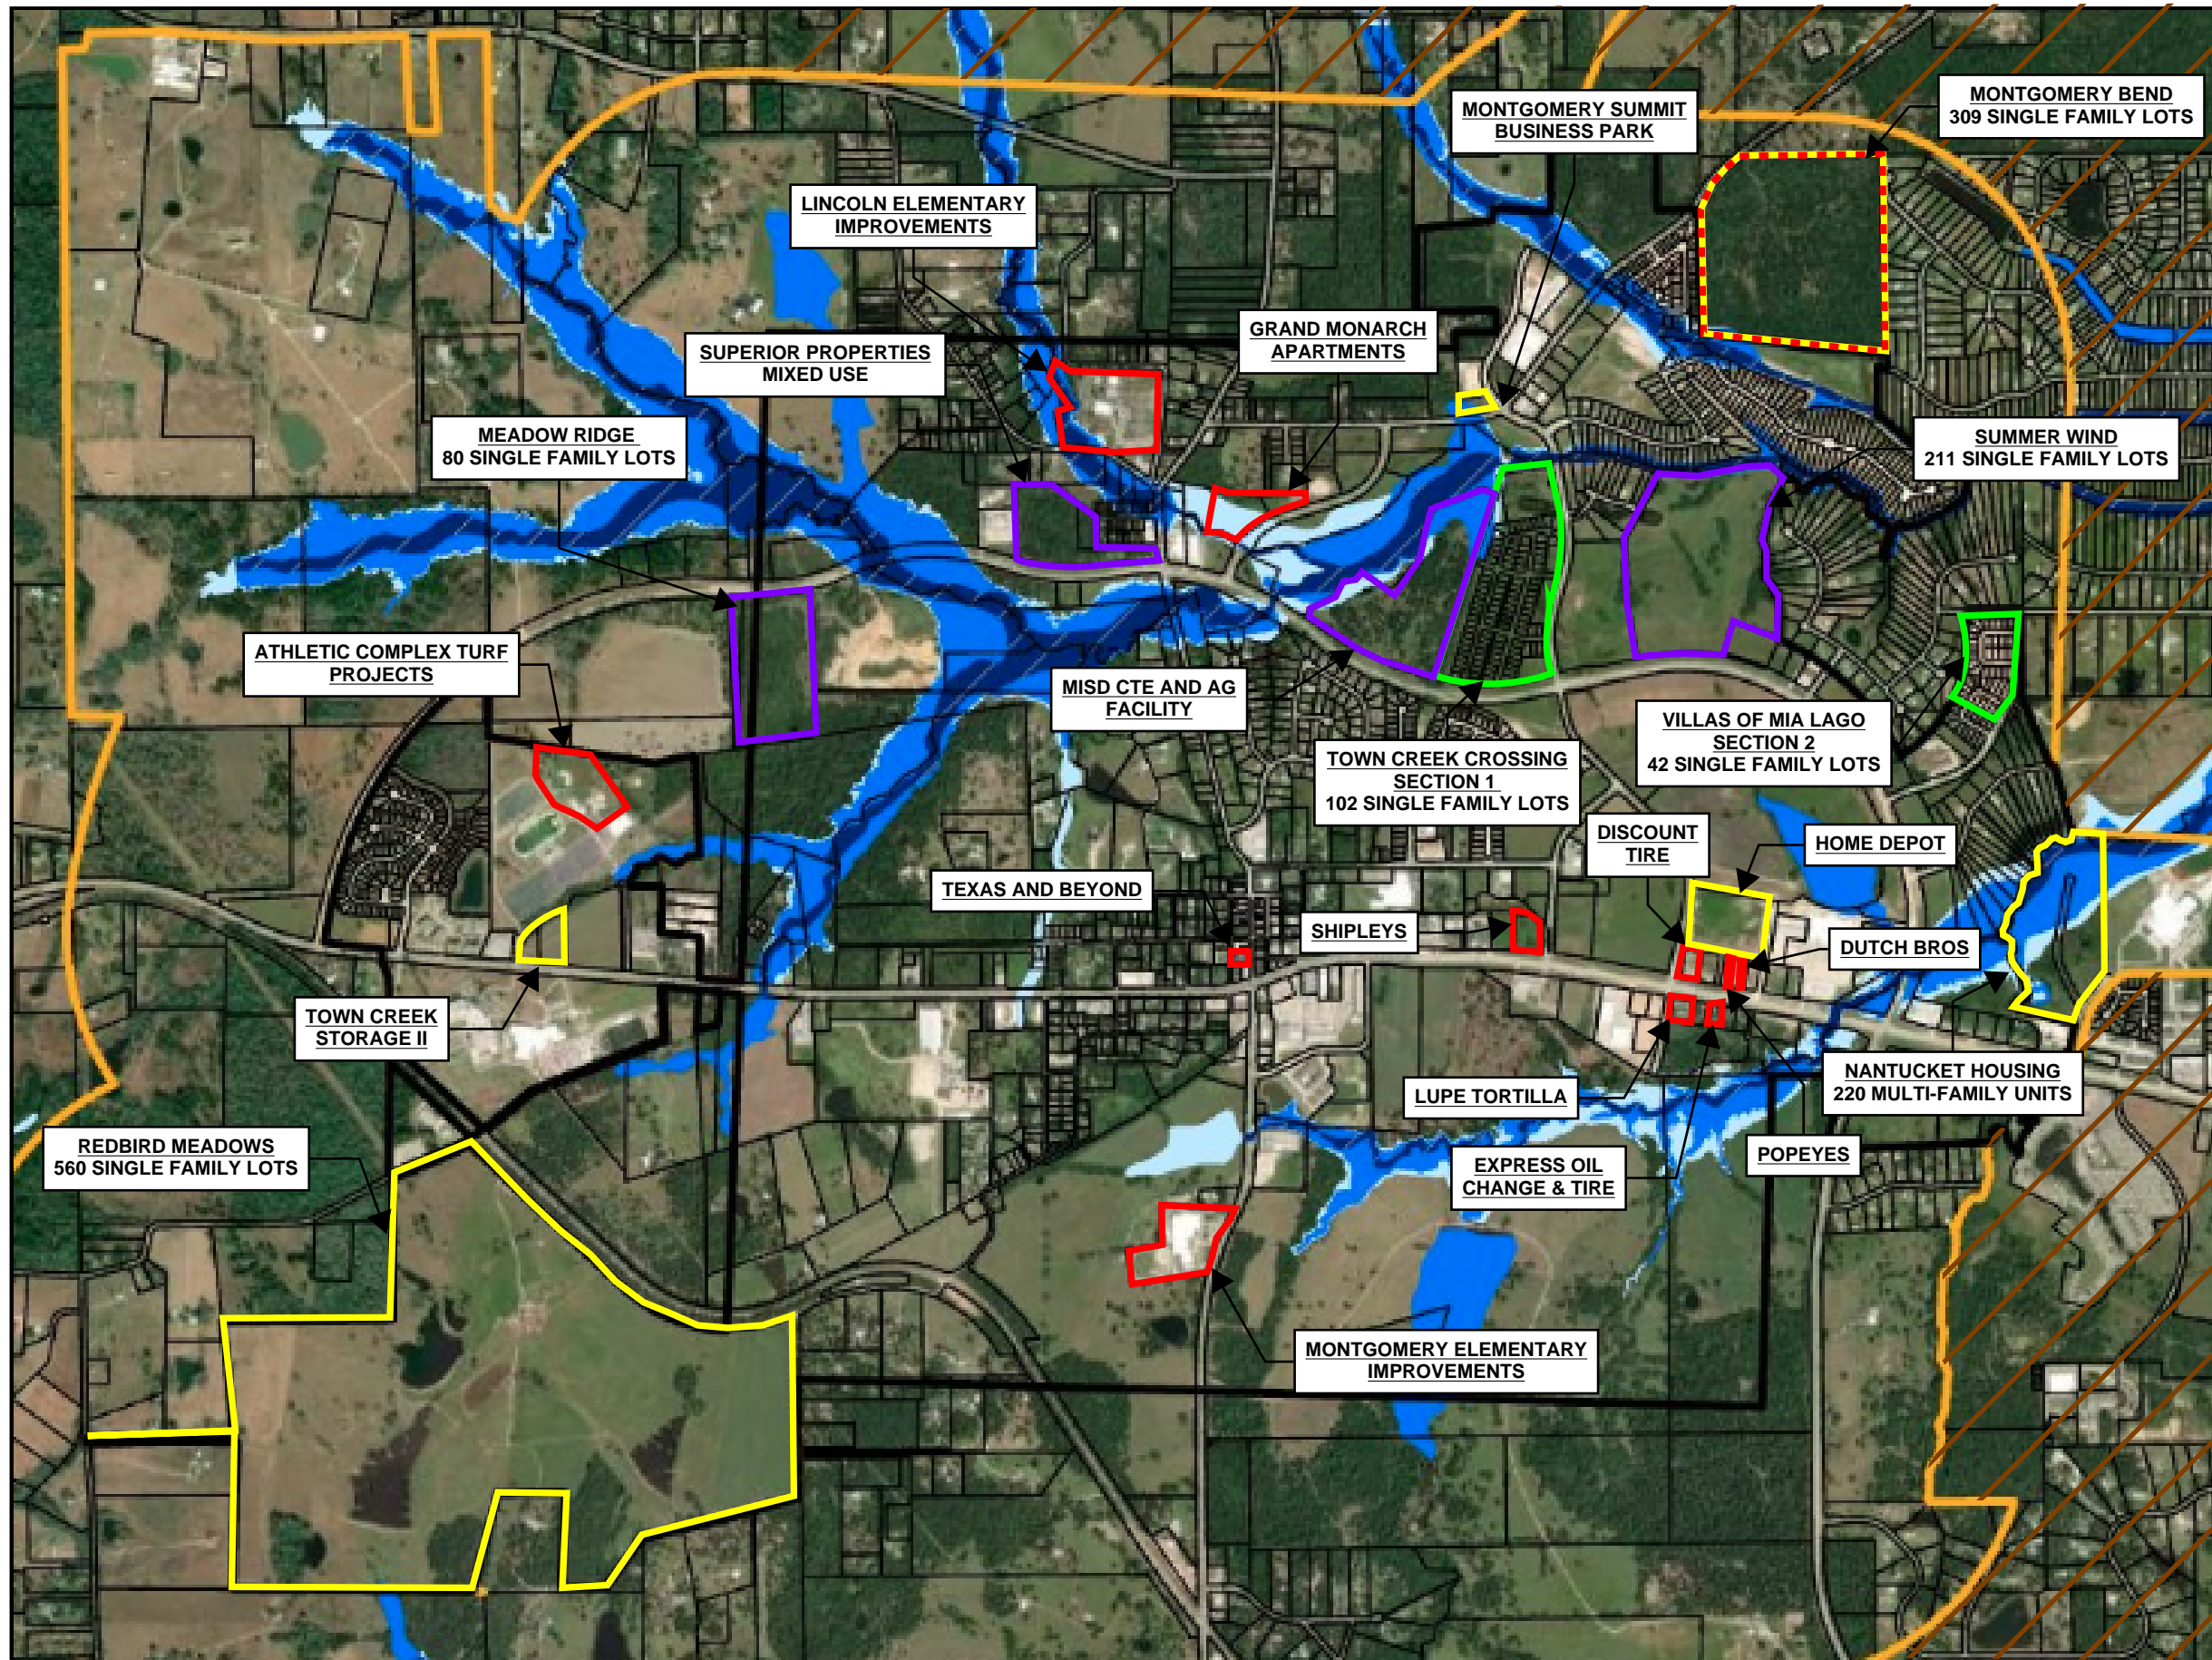 MONTGOMERY BEND
309 SINGLE FAMILY LOTS
MONTGOMERY SUMMIT
BUSINESS PARK
LINCOLN ELEMENTARY
IMPROVEMENTS
GRAND MONARCH
APARTMENTS
SUPERIOR PROPERTIES
MIXED USE
MEADOW RIDGE
80 SINGLE FAMILY LOTS
SUMMER WIND
211 SINGLE FAMILY LOTS
ATHLETIC COMPLEX TURF
PROJECTS
MISD CTE AND AG
FACILITY
VILLAS OF MIA LAGO
SECTION 2
42 SINGLE FAMILY LOTS
TOWN CREEK CROSSING
SECTION 1
102 SINGLE FAMILY LOTS
DISCOUNT
TIRE
HOME DEPOT
TEXAS AND BEYOND
SHIPLEYS
DUTCH BROS
TOWN CREEK
STORAGE II
NANTUCKET HOUSING
220 MULTI-FAMILY UNITS
LUPE TORTILLA
REDBIRD MEADOWS
560 SINGLE FAMILY LOTS
POPEYES
EXPRESS OIL
CHANGE & TIRE
MONTGOMERY ELEMENTARY
IMPROVEMENTS